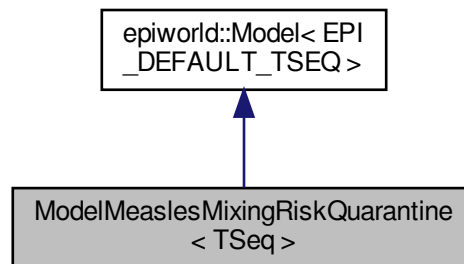 epiworld::Model< EPI
_DEFAULT_TSEQ >
ModelMeaslesMixingRiskQuarantine
< TSeq >